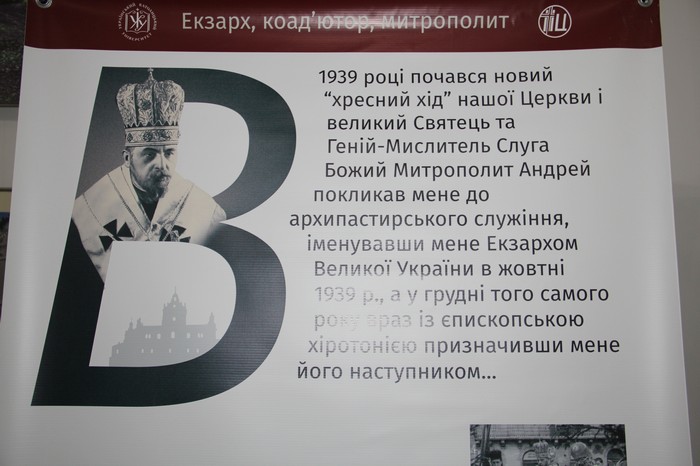 Екзарх, коад’ютор, митрополит
В 1939 році почався новий
“хресний хід” нашої Церкви і
великий Святець та
Геній-Мислитель Слуга
Божий Митрополит Андрей
покликав мене до
архипастирського служіння,
іменувавши мене Екзархом
Великої України в жовтні
1939 р., а у грудні того самого
року враз із єпископською
хіротонією призначивши мене
його наступником...